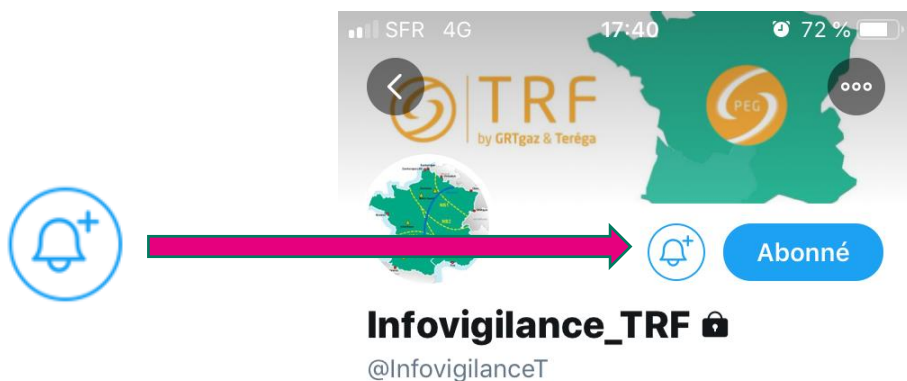 SFR 4G 17:40 72 %
TRF
by GRTgaz & Teréga
PEG
Abonné
Infovigilance_TRF
@InfovigilanceT